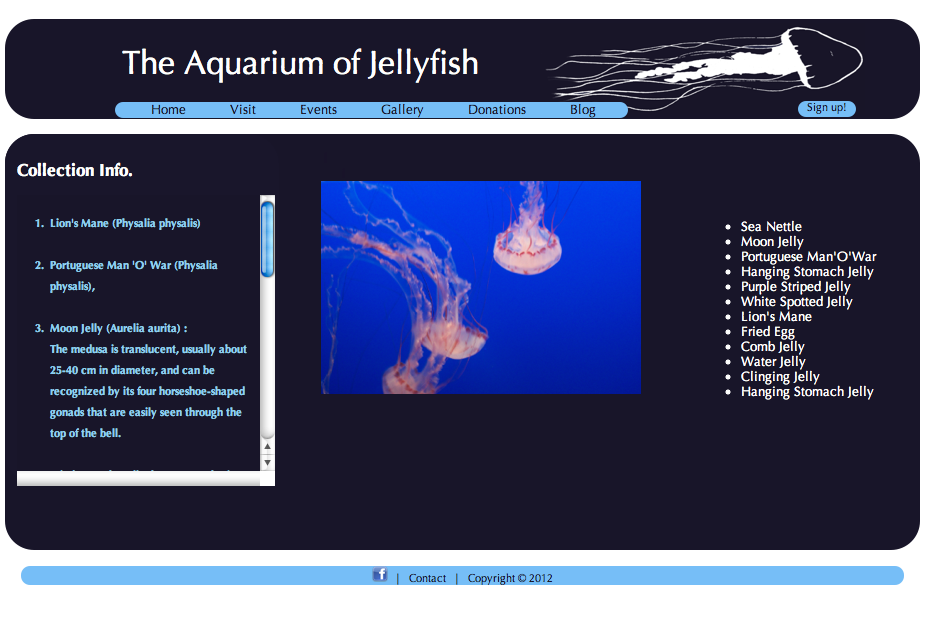 The Aquarium of Jellyfish
Home Visit Events Gallery Donations Blog Sign up!
Collection Info.
1. Lion's Mane (Physalia physalis)
2. Portuguese Man 'O' War (Physalia
physalis),
3. Moon Jelly (Aurelia aurita) :
The medusa is translucent, usually about
25-40 cm in diameter, and can be
recognized by its four horseshoe-shaped
gonads that are easily seen through the
top of the bell.
• Sea Nettle
• Moon Jelly
• Portuguese Man'O'War
• Hanging Stomach Jelly
• Purple Striped Jelly
• White Spotted Jelly
• Lion's Mane
• Fried Egg
• Comb Jelly
• Water Jelly
• Clinging Jelly
• Hanging Stomach Jelly
f | Contact | Copyright © 2012